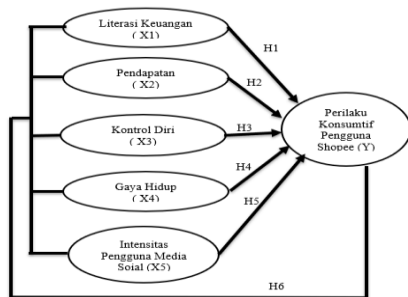 Literasi Keuangan
( X1)
H1
Pendapatan
( X2)
H2
Kontrol Diri
( X3)
H3
Perilaku
Konsumtif
Pengguna
Shopee (Y)
Gaya Hidup
( X4)
H4
Intensitas
Pengguna Media
Soial (X5)
H5
H6